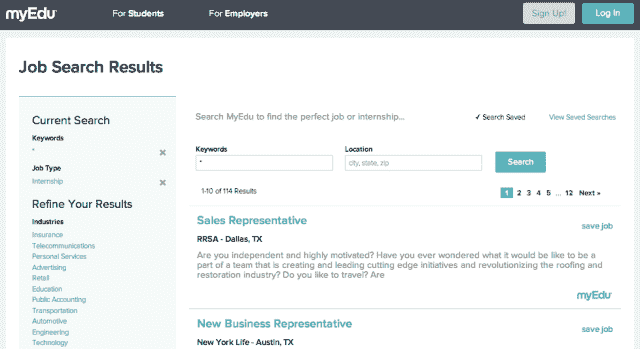 myEdu
For Students
For Employers
Sign Up!
Log In
Job Search Results
Current Search
Keywords
*
Job Type
Internship
Refine Your Results
Industries
Insurance
Telecommunications
Personal Services
Advertising
Retail
Education
Public Accounting
Transportation
Automotive
Engineering
Technology
Search MyEdu to find the perfect job or internship...
✓ Search Saved
View Saved Searches
Keywords
Location
*
city, state, zip
Search
1-10 of 114 Results
1 2 3 4 5 ... 12 Next »
Sales Representative
save job
RRSA - Dallas, TX
Are you independent and highly motivated? Have you ever wondered what it would be like to be a
part of a team that is creating and leading cutting edge initiatives and revolutionizing the roofing and
restoration industry? Do you like to travel? Are
myEdu
New Business Representative
save job
New York Life - Austin, TX